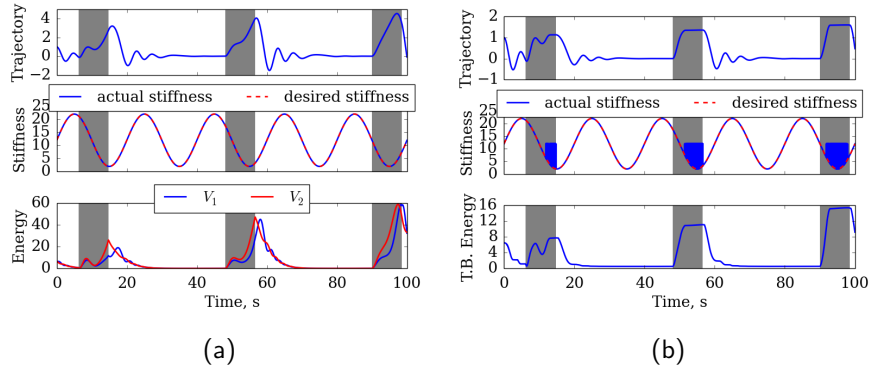 Trajectory
4
2
0
−2
actual stiffness
desired stiffness
Stiffness
25
20
15
10
5
0
V1
V2
Energy
60
40
20
0
0
20
40
60
80
100
Time, s
(a)
Trajectory
2
1
0
1
actual stiffness
desired stiffness
Stiffness
25
20
15
10
5
0
T.B. Energy
16
12
8
4
0
0
20
40
60
80
100
Time, s
(b)